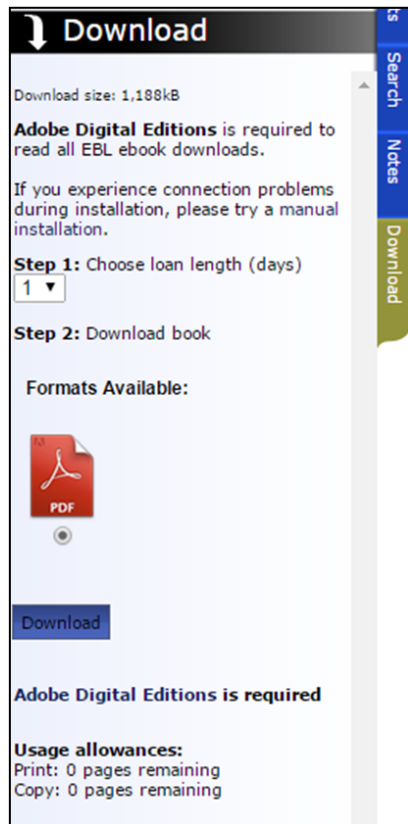 Download
Download size: 1,188kB
Adobe Digital Editions is required to
read all EBL ebook downloads.
If you experience connection problems
during installation, please try a manual
installation.
Step 1: Choose loan length (days)
1
Step 2: Download book
Formats Available:
PDF
Download
Adobe Digital Editions is required
Usage allowances:
Print: 0 pages remaining
Copy: 0 pages remaining
Search
Notes
Download